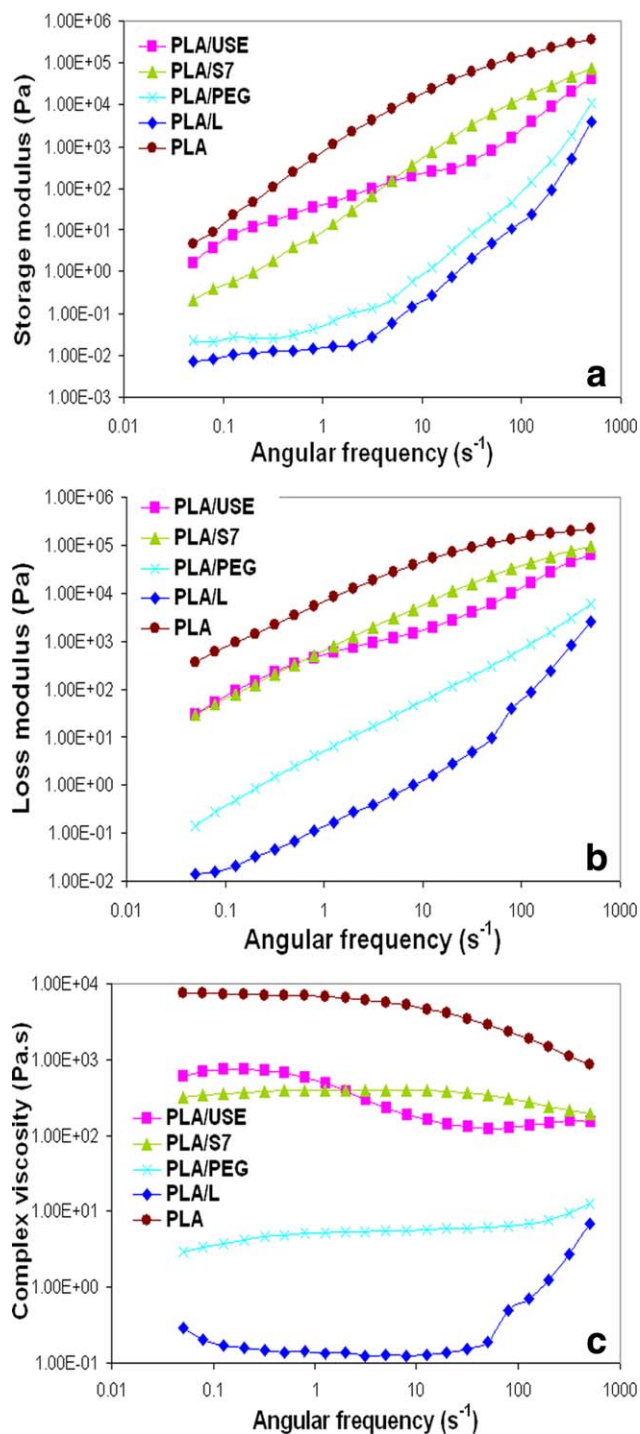 1.00E+06
1.00E+05
1.00E+04
1.00E+03
1.00E+02
1.00E+01
1.00E+00
1.00E-01
1.00E-02
1.00E-03
Storage modulus (Pa)
PLA/USE
PLA/S7
PLA/PEG
PLA/L
PLA
a
0.01 0.1 1 10 100 1000
Angular frequency (s-1)
1.00E+06
1.00E+05
1.00E+04
1.00E+03
1.00E+02
1.00E+01
1.00E+00
1.00E-01
1.00E-02
Loss modulus (Pa)
PLA/USE
PLA/S7
PLA/PEG
PLA/L
PLA
b
0.01 0.1 1 10 100 1000
Angular frequency (s-1)
1.00E+04
1.00E+03
1.00E+02
1.00E+01
1.00E+00
1.00E-01
Complex viscosity (Pa.s)
PLA/USE
PLA/S7
PLA/PEG
PLA/L
PLA
c
0.01 0.1 1 10 100 1000
Angular frequency (s-1)